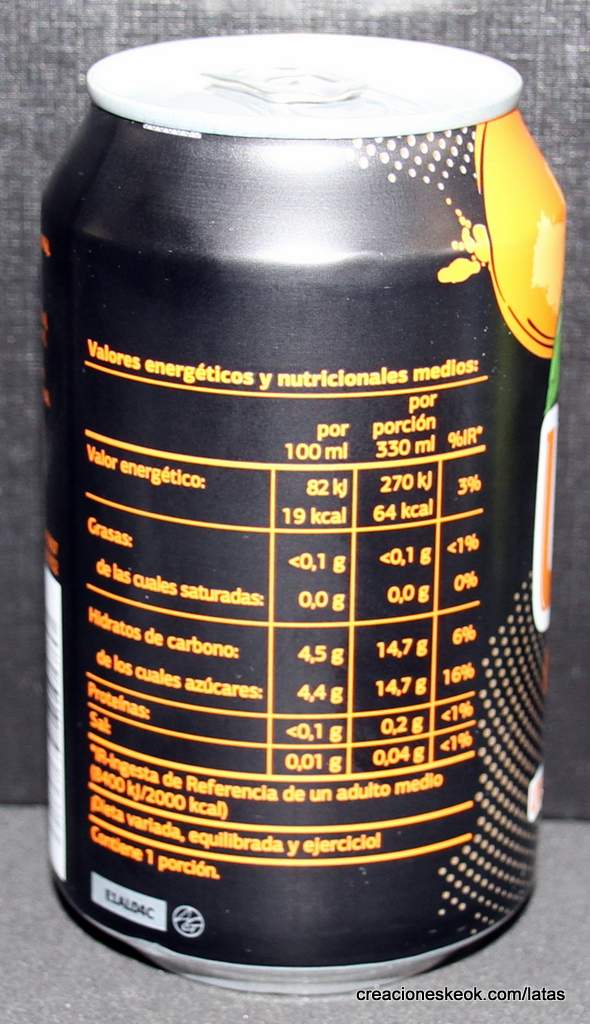 Valores energéticos y nutricionales medios:
por 100 ml por porción 330 ml %IR*
Valor energético: 82 kJ 270 kJ 3%
19 kcal 64 kcal
Grasas: <0,1 g <0,1 g <1%
de las cuales saturadas: 0,0 g 0,0 g 0%
Hidratos de carbono: 4,5 g 14,7 g 6%
de los cuales azúcares: 4,4 g 14,7 g 16%
Proteínas: <0,1 g 0,2 g <1%
Sal: 0,01 g 0,04 g <1%
*IR-Ingesta de Referencia de un adulto medio
(8400 kJ/2000 kcal)
¡Dieta variada, equilibrada y ejercicio!
Contiene 1 porción.
E1AL04C
creacioneskeok.com/latas